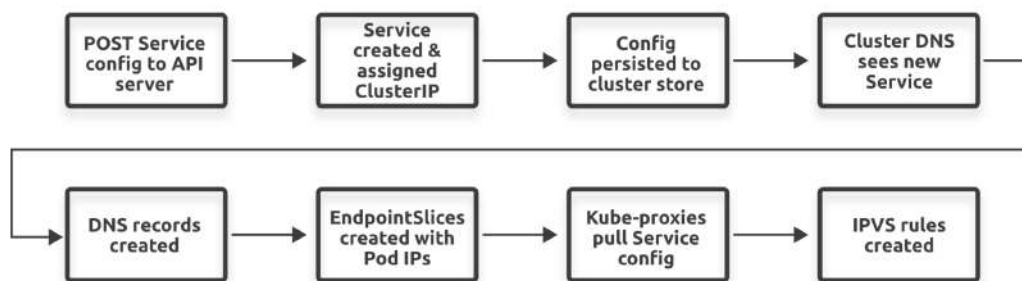 POST Service
config to API
server
Service
created &
assigned
ClusterIP
Config
persisted to
cluster store
Cluster DNS
sees new
Service
DNS records
created
EndpointSlices
created with
Pod IPs
Kube-proxies
pull Service
config
IPVS rules
created